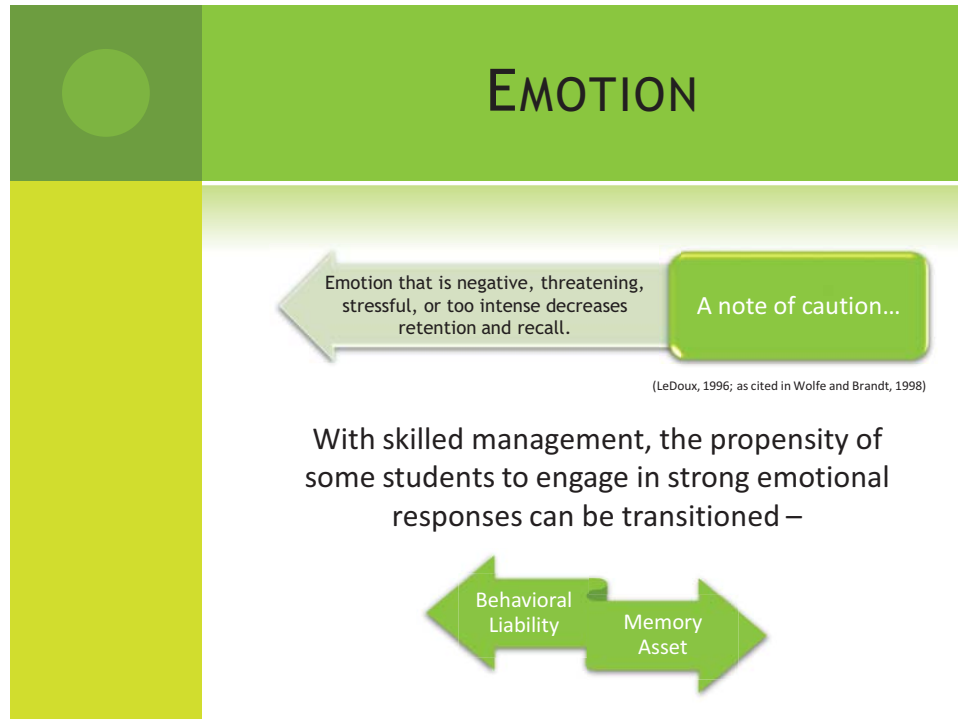 EMOTION
Emotion that is negative, threatening,
stressful, or too intense decreases
retention and recall.
A note of caution…
(LeDoux, 1996; as cited in Wolfe and Brandt, 1998)
With skilled management, the propensity of
some students to engage in strong emotional
responses can be transitioned –
Behavioral
Liability
Memory
Asset